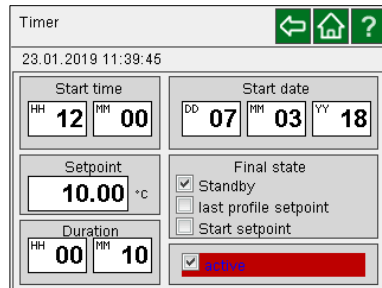 Timer
?
23.01.2019 11:39:45
Start time
HH 12 MM 00
Start date
DD 07 MM 03 YY 18
Setpoint
10.00 °C
Final state
Standby
last profile setpoint
Start setpoint
Duration
HH 00 MM 10
active